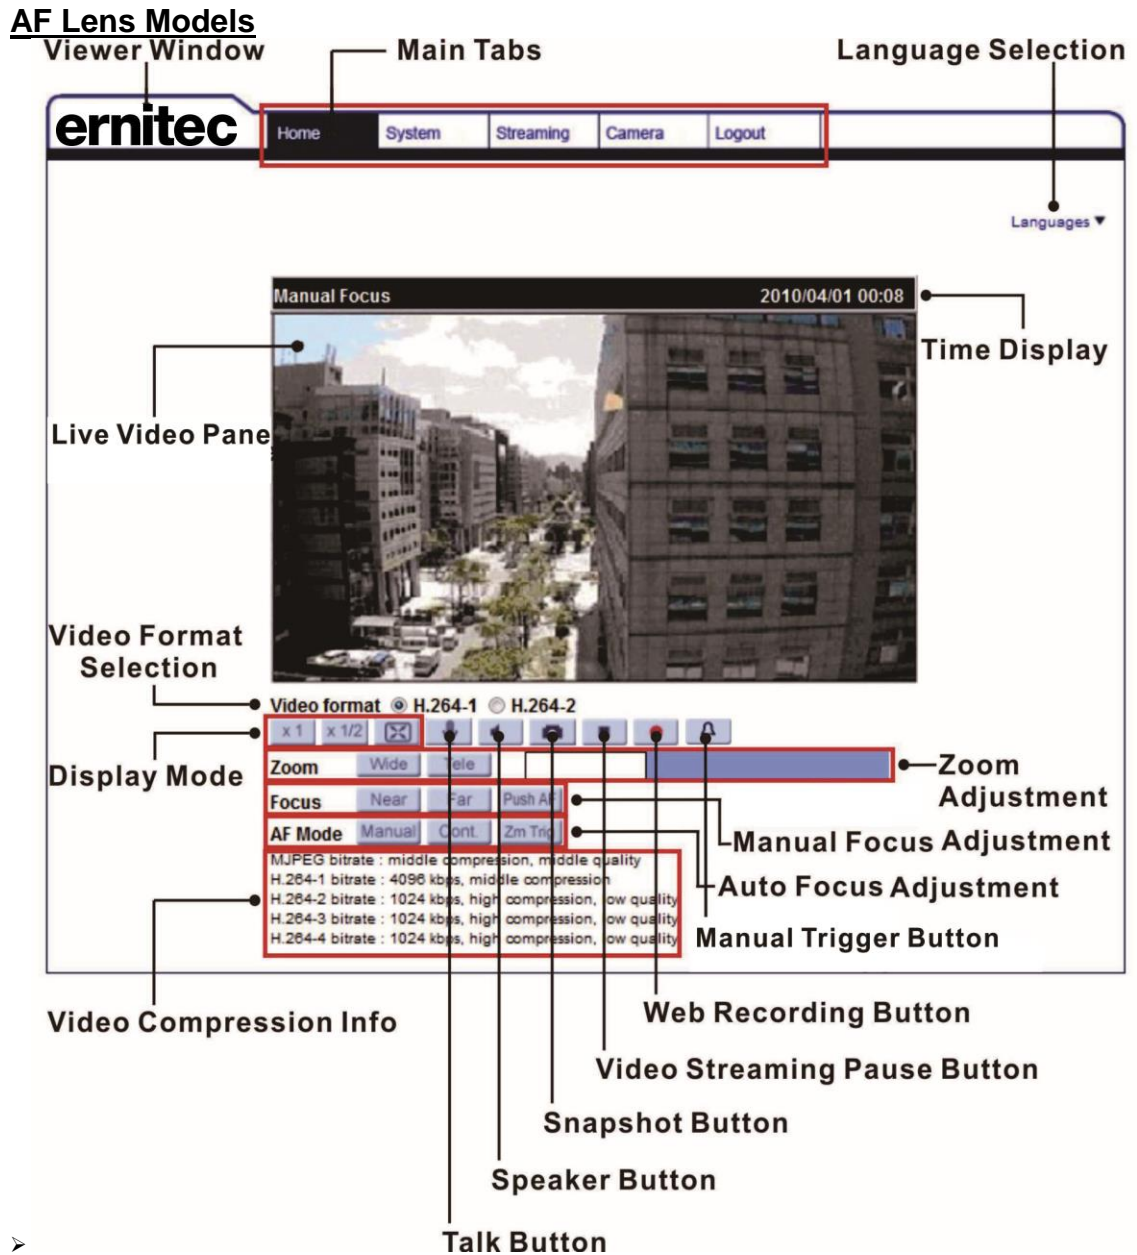 AF Lens Models
Viewer Window
Main Tabs
Language Selection
ernitec
Home
System
Streaming
Camera
Logout
Languages ▼
Manual Focus
2010/04/01 00:08
Time Display
Live Video Pane
Video Format
Selection
Video format H.264-1 H.264-2
x 1
x 1/2
Display Mode
Zoom Wide Tele
Zoom
Adjustment
Focus Near Far Push AF
Manual Focus Adjustment
AF Mode Manual Cont. Zm Trig
Auto Focus Adjustment
MJPEG bitrate : middle compression, middle quality
H.264-1 bitrate : 4096 kbps, middle compression
H.264-2 bitrate : 1024 kbps, high compression, low quality
H.264-3 bitrate : 1024 kbps, high compression, low quality
H.264-4 bitrate : 1024 kbps, high compression, low quality
Manual Trigger Button
Video Compression Info
Web Recording Button
Video Streaming Pause Button
Snapshot Button
Speaker Button
Talk Button